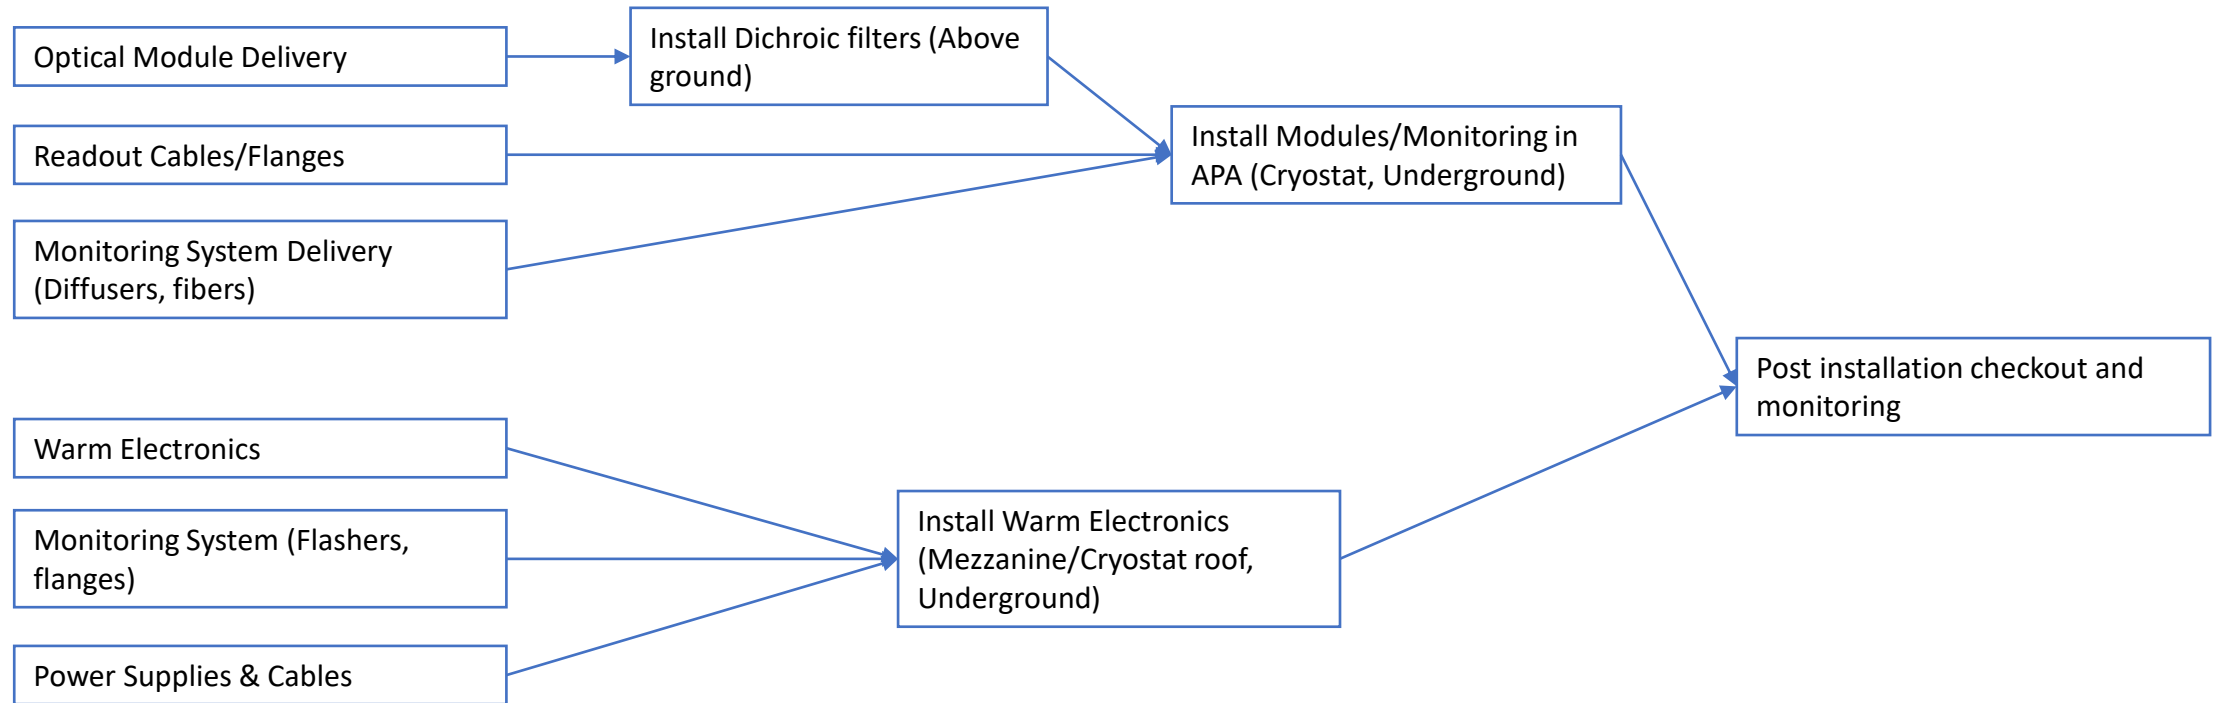 Optical Module Delivery
Install Dichroic filters (Above
ground)
Readout Cables/Flanges
Install Modules/Monitoring in
APA (Cryostat, Underground)
Monitoring System Delivery
(Diffusers, fibers)
Post installation checkout and
monitoring
Warm Electronics
Monitoring System (Flashers,
flanges)
Install Warm Electronics
(Mezzanine/Cryostat roof,
Underground)
Power Supplies & Cables